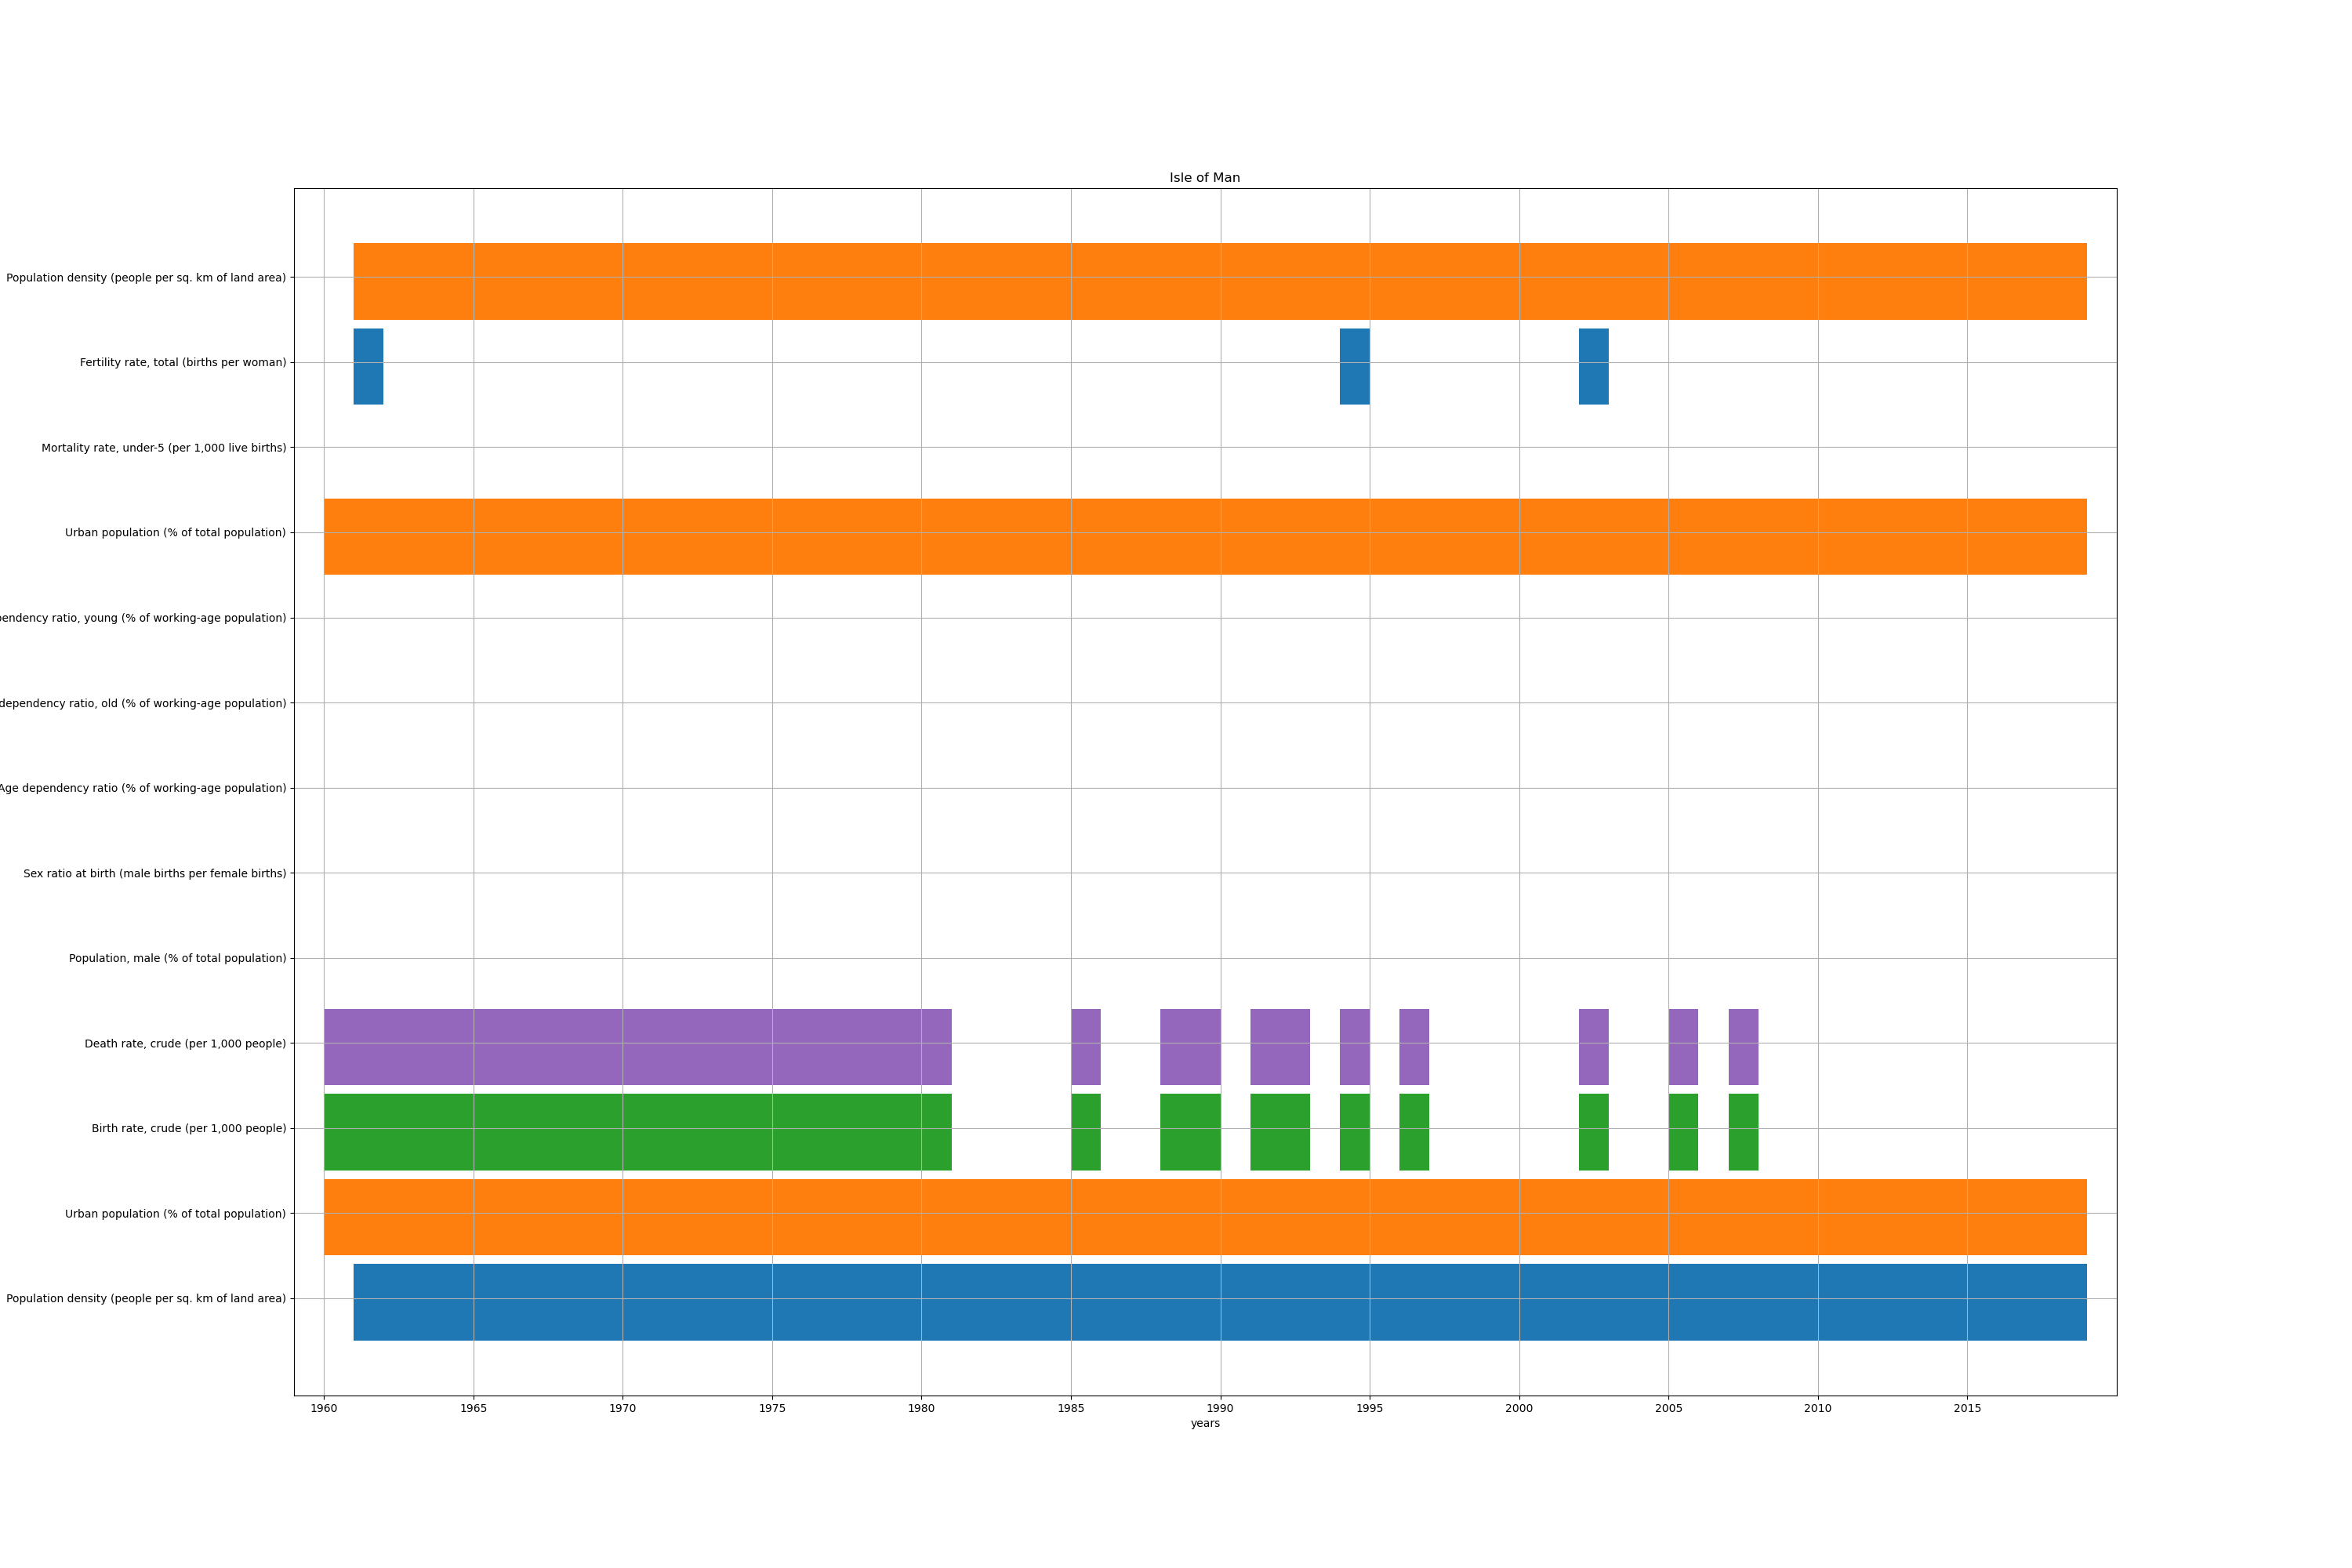 Isle of Man
Population density (people per sq. km of land area)
Fertility rate, total (births per woman)
Mortality rate, under-5 (per 1,000 live births)
Urban population (% of total population)
ratio, young (% of working-age population)
dependency ratio, old (% of working-age population)
Age dependency ratio (% of working-age population)
Sex ratio at birth (male births per female births)
Population, male (% of total population)
Death rate, crude (per 1,000 people)
Birth rate, crude (per 1,000 people)
Urban population (% of total population)
Population density (people per sq. km of land area)
1960 1965 1970 1975 1980 1985 1990 1995 2000 2005 2010 2015
years